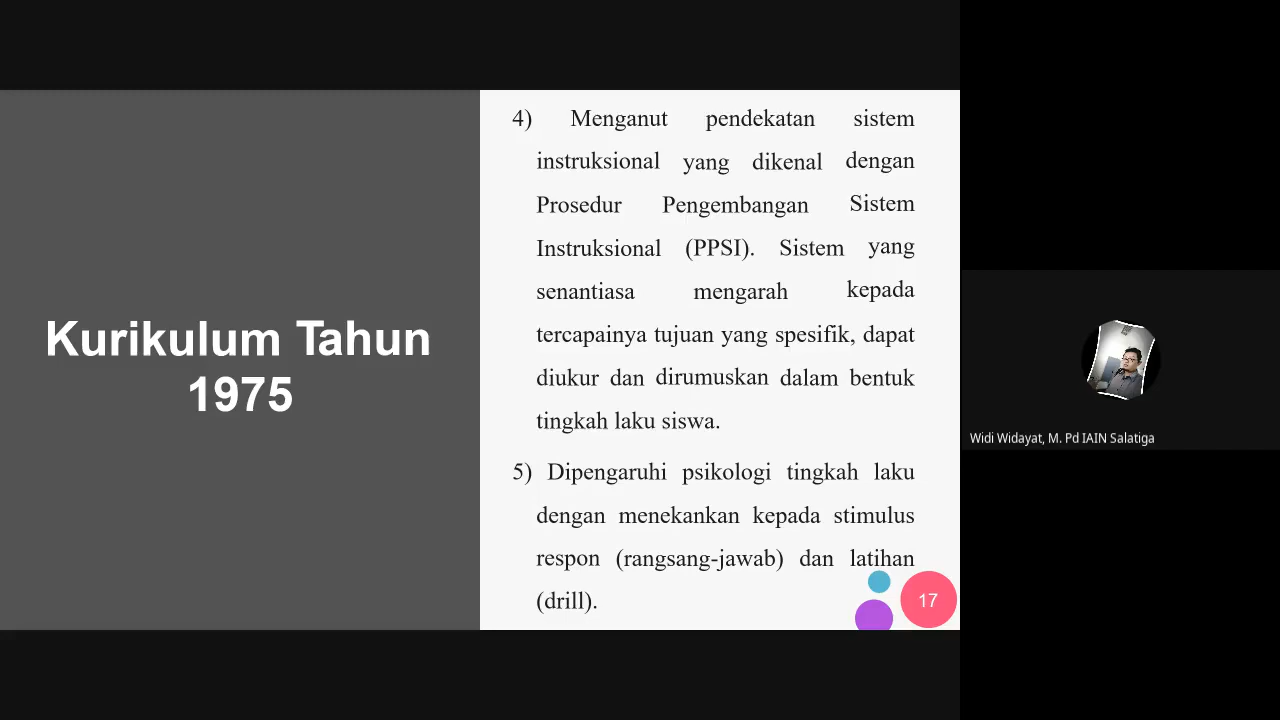 Kurikulum Tahun
1975
4) Menganut pendekatan sistem
instruksional yang dikenal dengan
Prosedur Pengembangan Sistem
Instruksional (PPSI). Sistem yang
senantiasa mengarah kepada
tercapainya tujuan yang spesifik, dapat
diukur dan dirumuskan dalam bentuk
tingkah laku siswa.
5) Dipengaruhi psikologi tingkah laku
dengan menekankan kepada stimulus
respon (rangsang-jawab) dan latihan
(drill).
17
Widi Widayat, M. Pd IAIN Salatiga